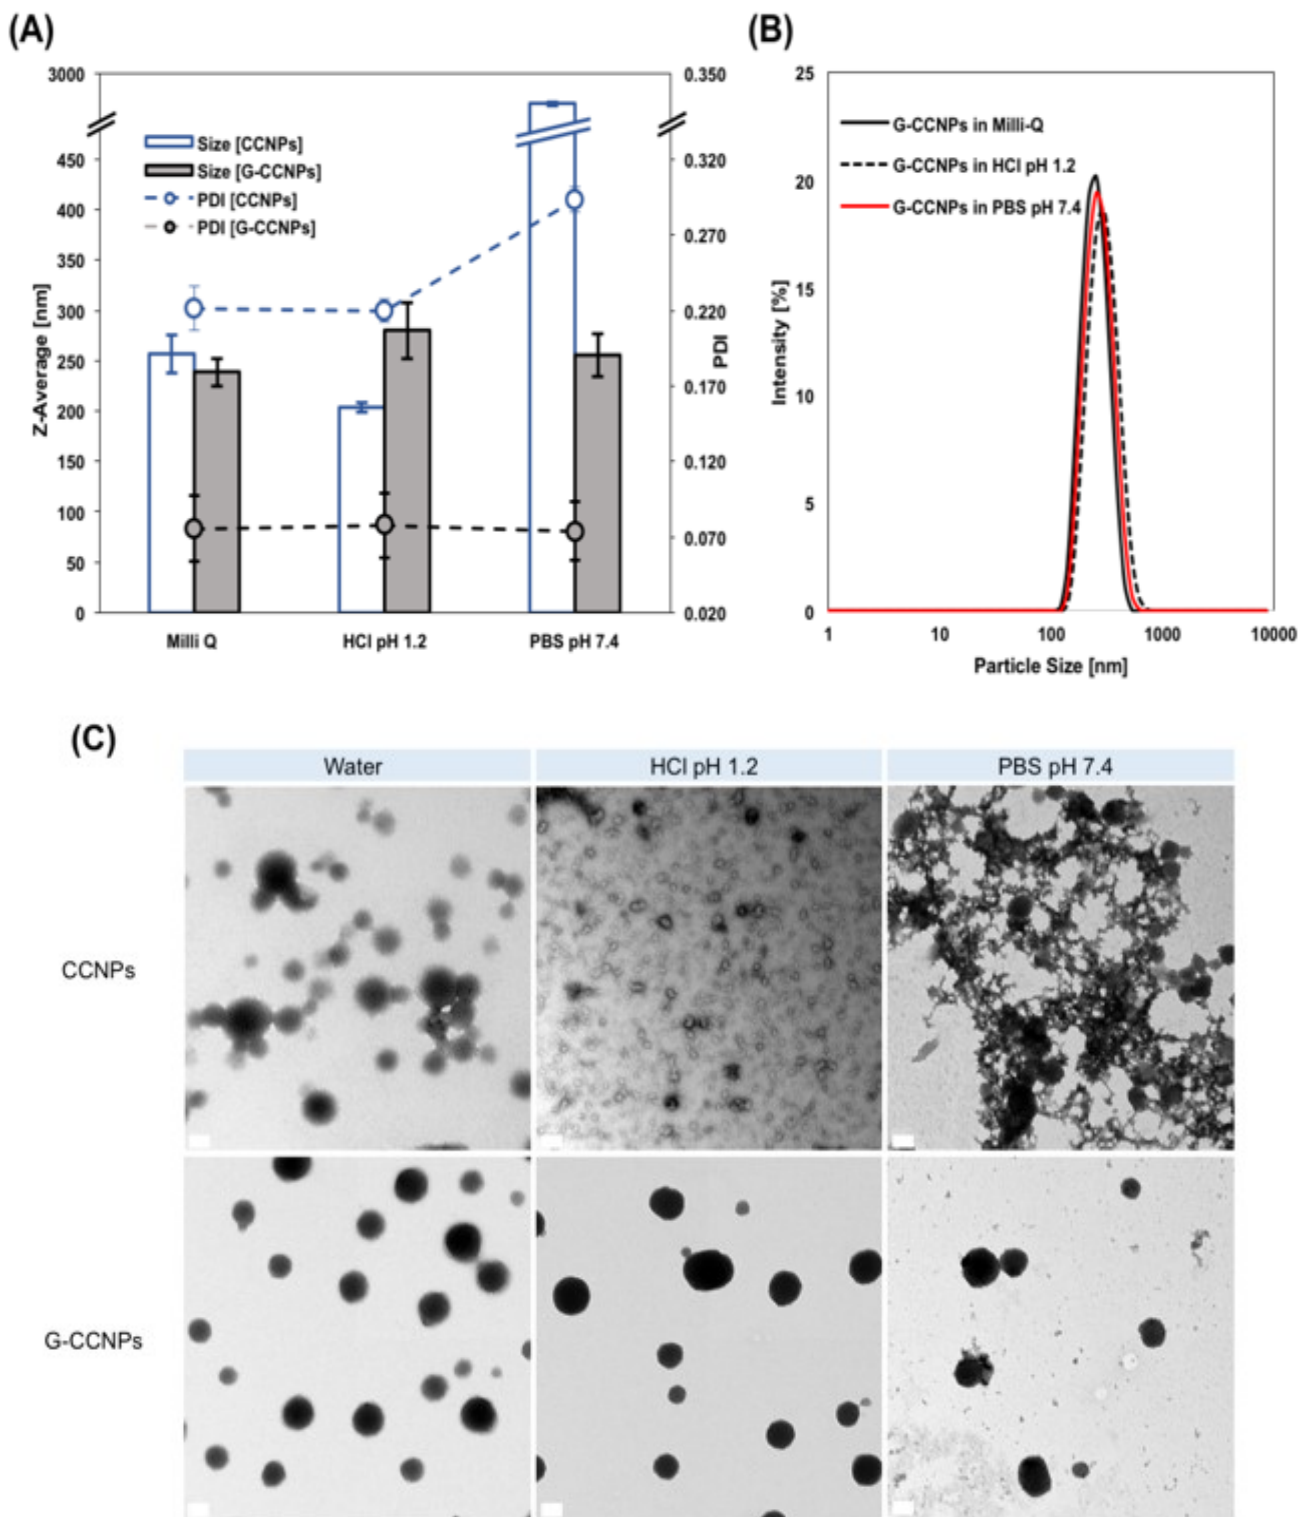 (A)
3000
450
400
350
300
250
200
150
100
50
0
Z-Average [nm]
Size [CCNPs]
Size [G-CCNPs]
PDI [CCNPs]
PDI [G-CCNPs]
0.350
0.320
0.270
0.220
0.170
0.120
0.070
0.020
PDI
Milli Q
HCl pH 1.2
PBS pH 7.4
(B)
25
20
15
10
5
0
Intensity [%]
G-CCNPs in Milli-Q
G-CCNPs in HCl pH 1.2
G-CCNPs in PBS pH 7.4
1
10
100
1000
10000
Particle Size [nm]
(C)
Water
HCl pH 1.2
PBS pH 7.4
CCNPs
G-CCNPs